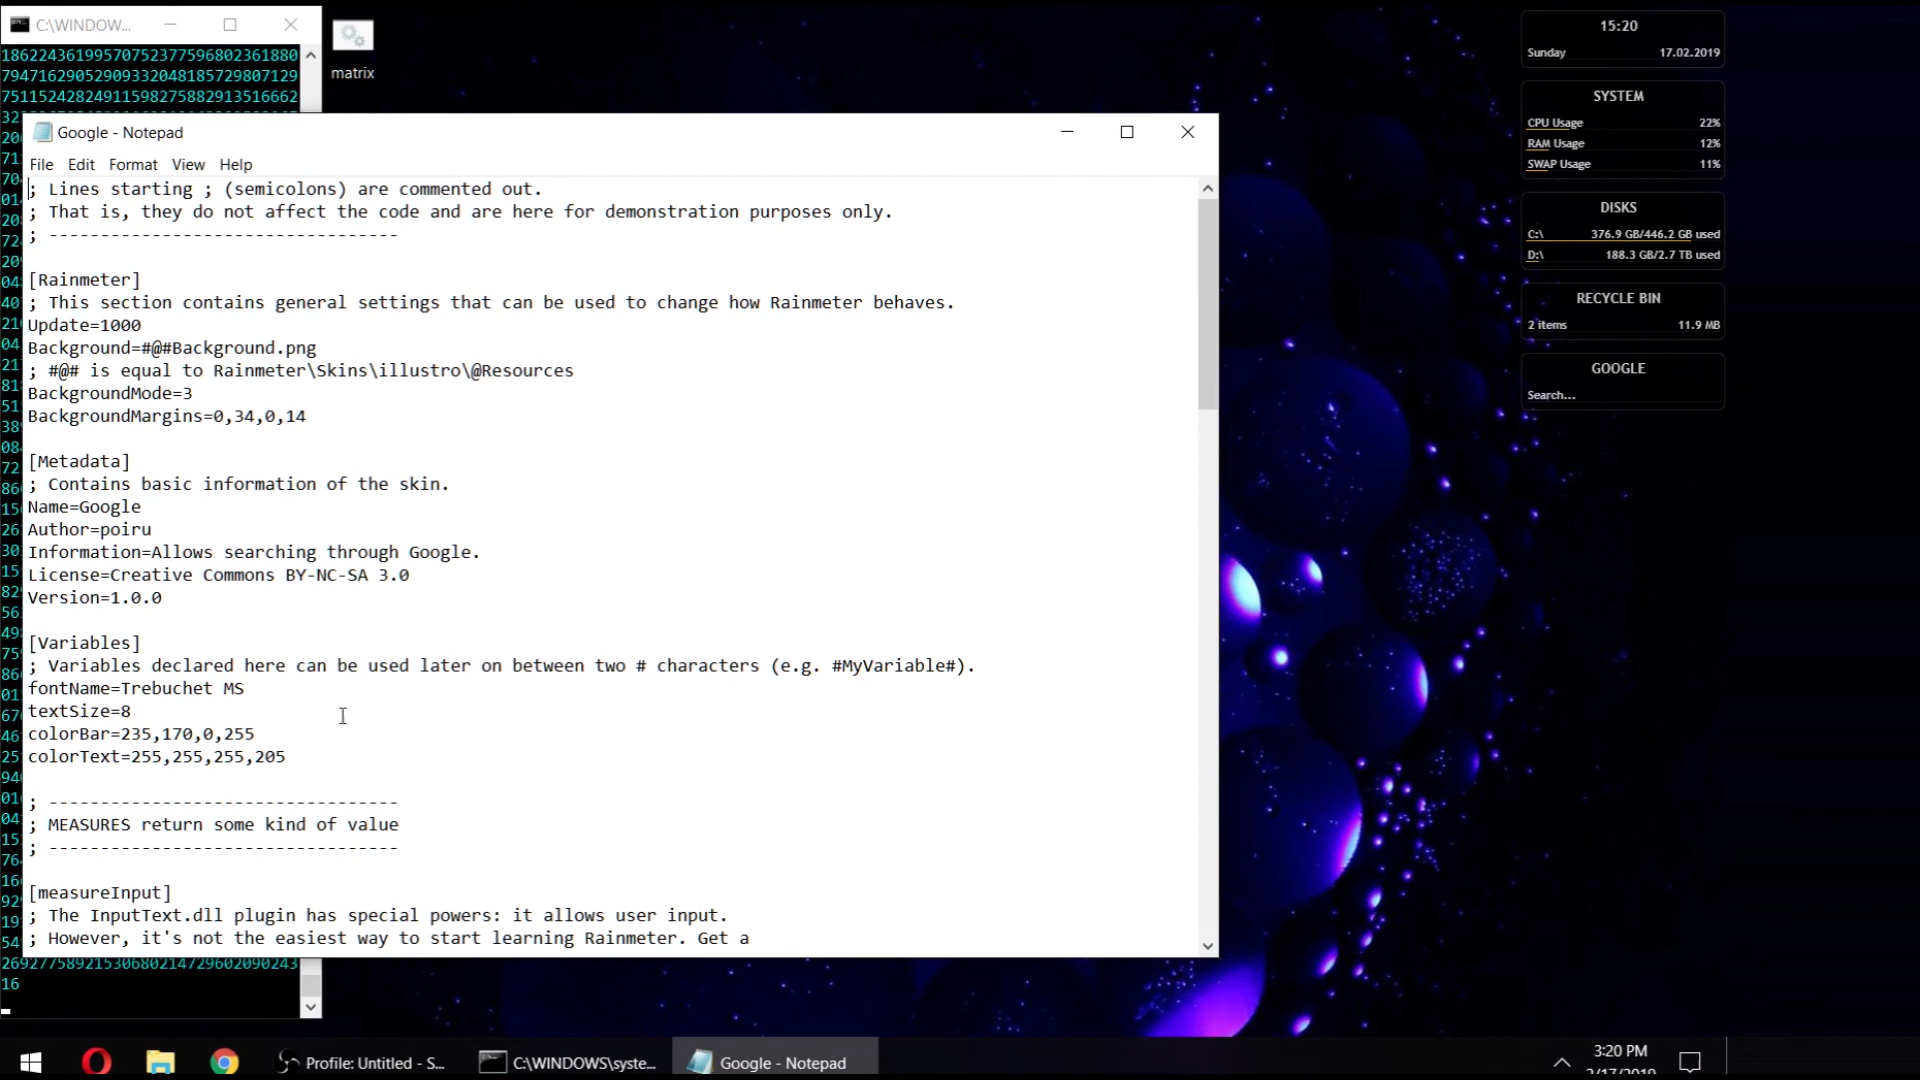 C:\WINDOW...
18622436199570752377596802361880
79471629052909332048185729807129
75115242824911598275882913516662
matrix
Google - Notepad
File Edit Format View Help
; Lines starting ; (semicolons) are commented out.
; That is, they do not affect the code and are here for demonstration purposes only.
; ----------------------------------
[Rainmeter]
; This section contains general settings that can be used to change how Rainmeter behaves.
Update=1000
Background=#@#Background.png
; #@# is equal to Rainmeter\Skins\illustro\@Resources
BackgroundMode=3
BackgroundMargins=0,34,0,14
[Metadata]
; Contains basic information of the skin.
Name=Google
Author=poiru
Information=Allows searching through Google.
License=Creative Commons BY-NC-SA 3.0
Version=1.0.0
[Variables]
; Variables declared here can be used later on between two # characters (e.g. #MyVariable#).
fontName=Trebuchet MS
textSize=8
colorBar=235,170,0,255
colorText=255,255,255,205
; ----------------------------------
; MEASURES return some kind of value
; ----------------------------------
[measureInput]
; The InputText.dll plugin has special powers: it allows user input.
; However, it's not the easiest way to start learning Rainmeter. Get a
26927758921530680214729602090243
16
15:20
Sunday 17.02.2019
SYSTEM
CPU Usage 22%
RAM Usage 12%
SWAP Usage 11%
DISKS
C:\ 376.9 GB/446.2 GB used
D:\ 188.3 GB/2.7 TB used
RECYCLE BIN
2 items 11.9 MB
GOOGLE
Search...
Profile: Untitled - S...
C:\WINDOWS\syste...
Google - Notepad
3:20 PM
2/17/2019